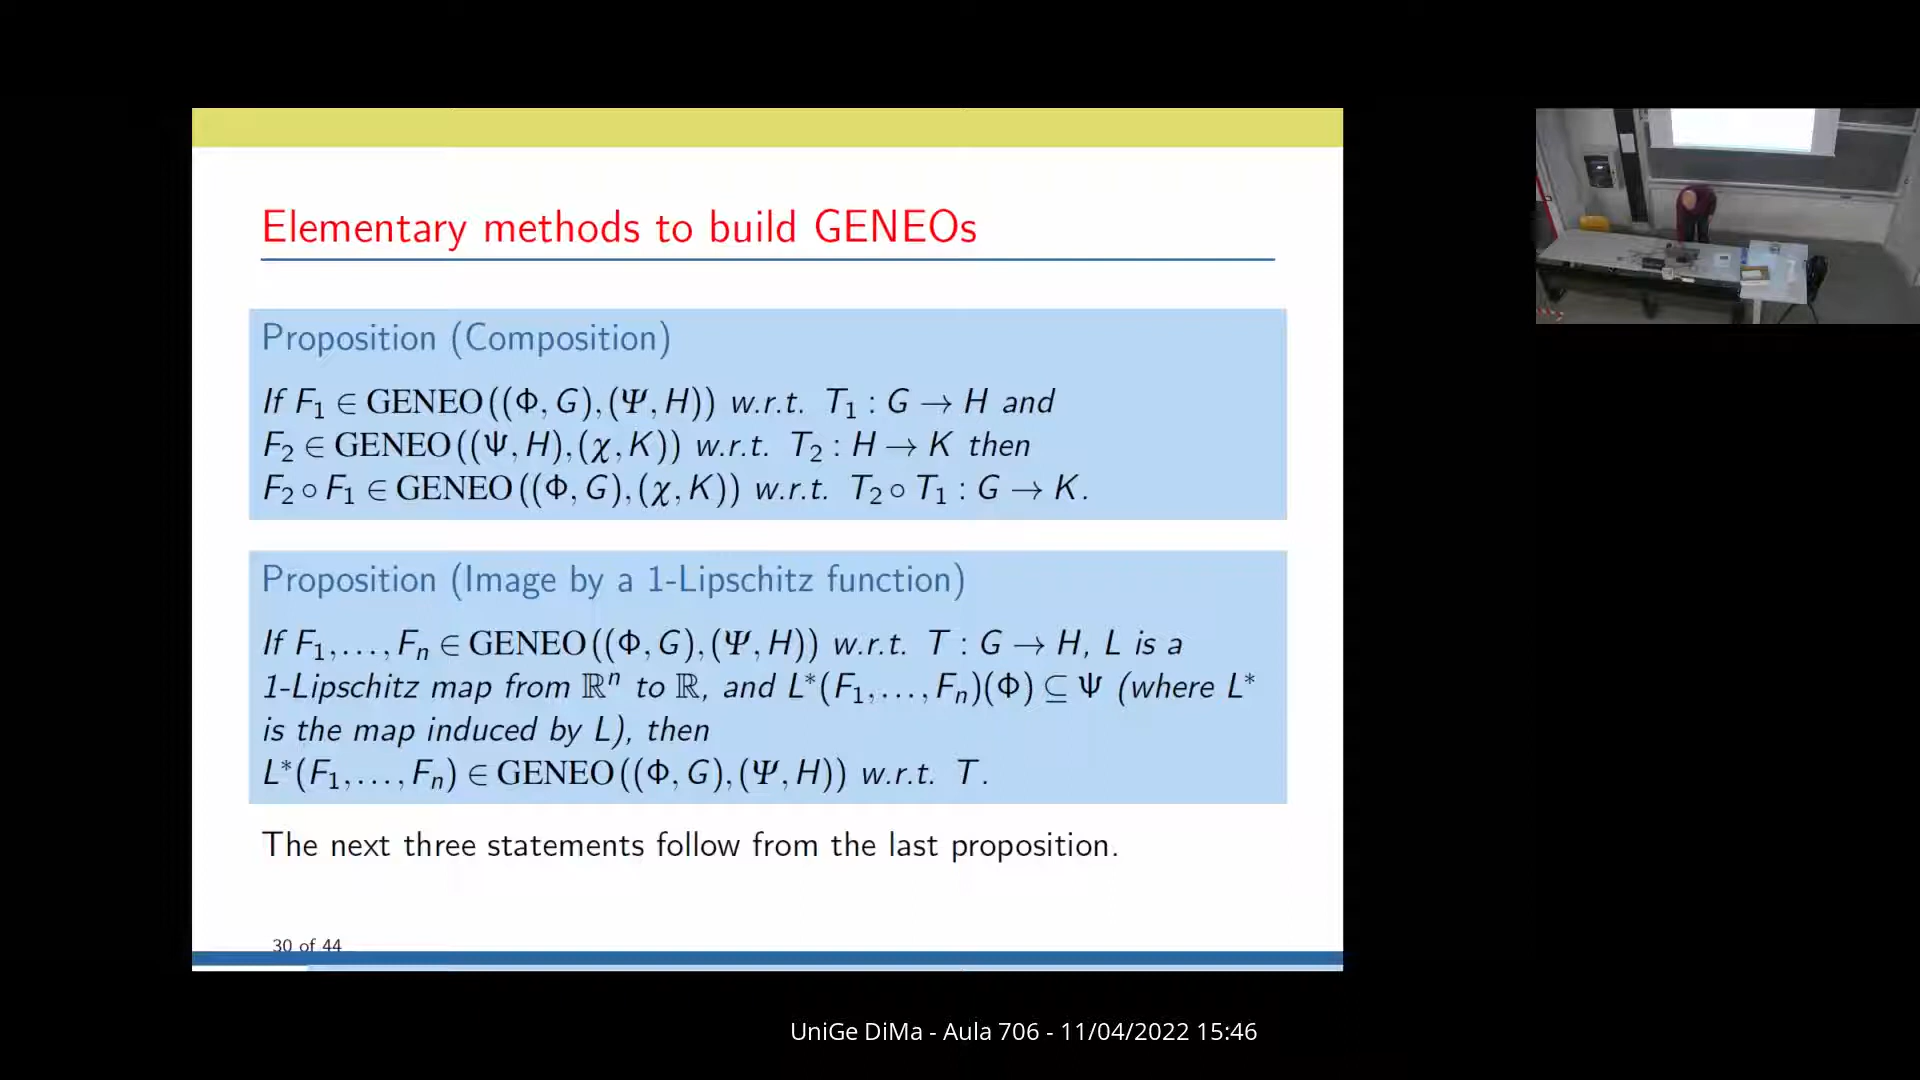 Elementary methods to build GENEOs
Proposition (Composition)
If F₁ ∈ GENEO((Φ, G), (Ψ, H)) w.r.t. T₁ : G → H and
F₂ ∈ GENEO((Ψ, H), (χ, K)) w.r.t. T₂ : H → K then
F₂ ∘ F₁ ∈ GENEO((Φ, G), (χ, K)) w.r.t. T₂ ∘ T₁ : G → K.
Proposition (Image by a 1-Lipschitz function)
If F₁, . . . , Fₙ ∈ GENEO((Φ, G), (Ψ, H)) w.r.t. T : G → H, L is a
1-Lipschitz map from ℝⁿ to ℝ, and L*(F₁, . . . , Fₙ)(Φ) ⊆ Ψ (where L*
is the map induced by L), then
L*(F₁, . . . , Fₙ) ∈ GENEO((Φ, G), (Ψ, H)) w.r.t. T.
The next three statements follow from the last proposition.
30 of 44
UniGe DiMa - Aula 706 - 11/04/2022 15:46